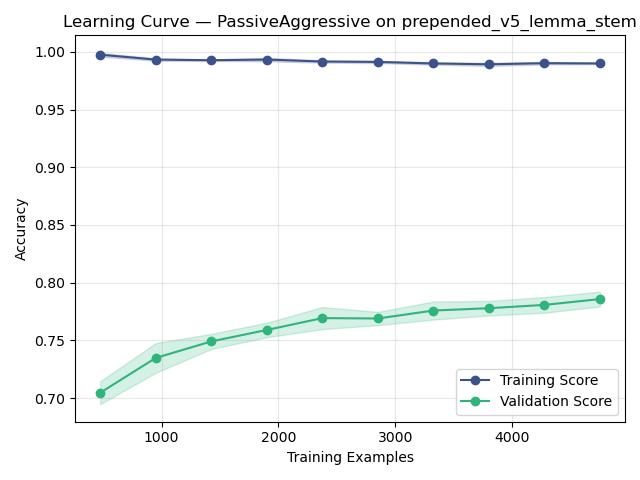 Learning Curve — PassiveAggressive on prepended_v5_lemma_stem
1.00
0.95
0.90
0.85
0.80
0.75
0.70
Accuracy
Training Score
Validation Score
1000 2000 3000 4000
Training Examples